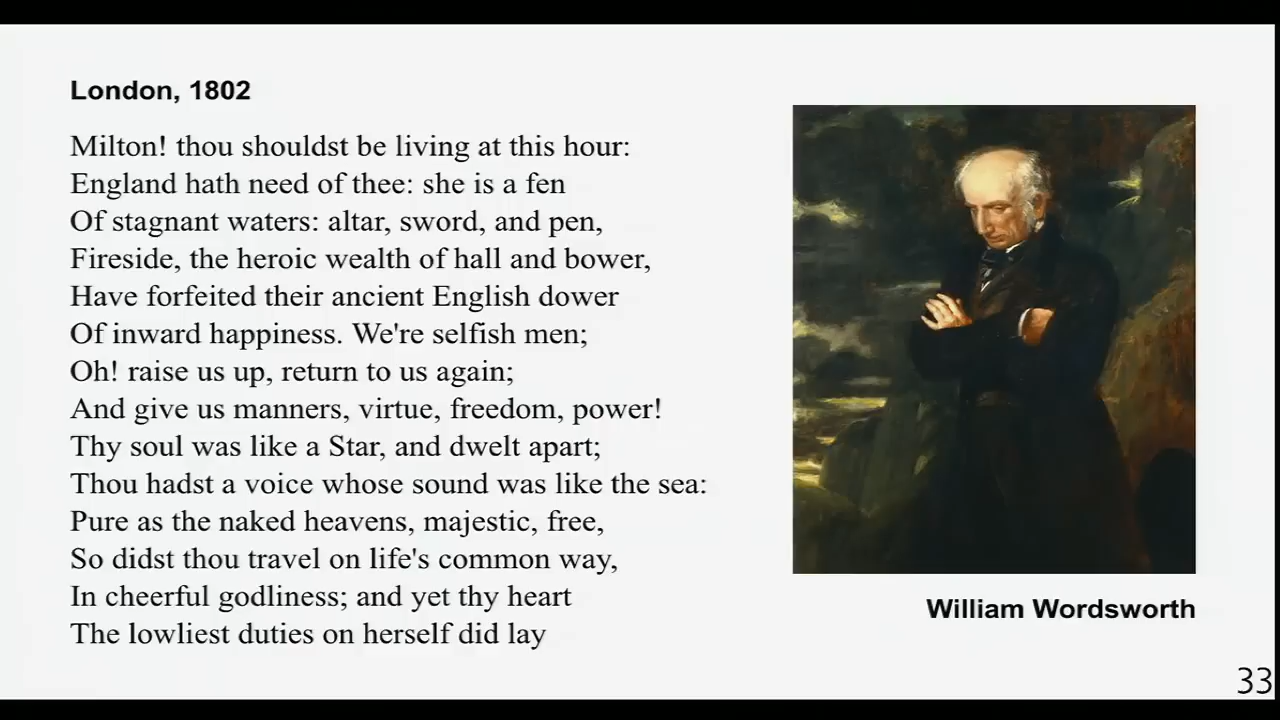 London, 1802
Milton! thou shouldst be living at this hour:
England hath need of thee: she is a fen
Of stagnant waters: altar, sword, and pen,
Fireside, the heroic wealth of hall and bower,
Have forfeited their ancient English dower
Of inward happiness. We're selfish men;
Oh! raise us up, return to us again;
And give us manners, virtue, freedom, power!
Thy soul was like a Star, and dwelt apart;
Thou hadst a voice whose sound was like the sea:
Pure as the naked heavens, majestic, free,
So didst thou travel on life's common way,
In cheerful godliness; and yet thy heart
The lowliest duties on herself did lay
William Wordsworth
33